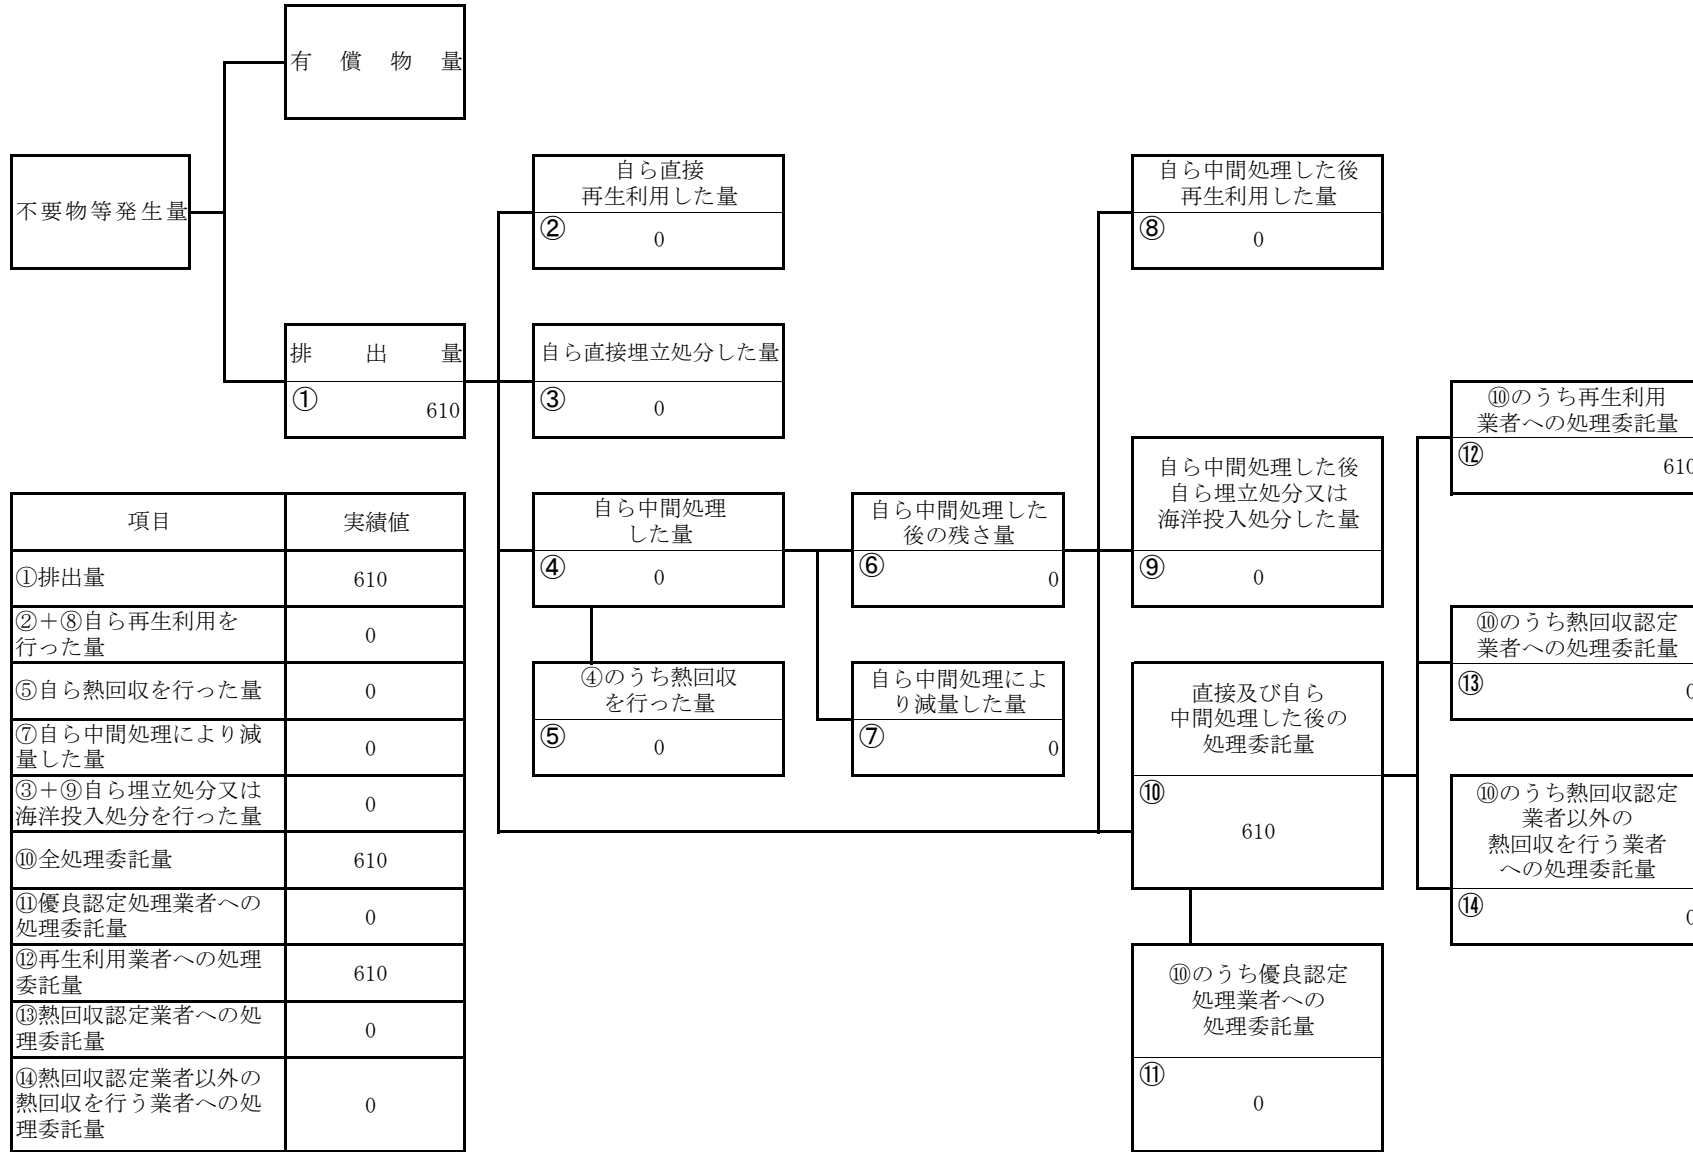 有償物量
不要物等発生量
自ら直接
再生利用した量
②
0
自ら中間処理した後
再生利用した量
⑧
0
排出量
①
610
自ら直接埋立処分した量
③
0
⑩のうち再生利用
業者への処理委託量
⑫
610
自ら中間処理
した量
④
0
自ら中間処理した
後の残さ量
⑥
0
自ら中間処理した後
自ら埋立処分又は
海洋投入処分した量
⑨
0
⑩のうち熱回収認定
業者への処理委託量
⑬
0
④のうち熱回収
を行った量
⑤
0
自ら中間処理によ
り減量した量
⑦
0
直接及び自ら
中間処理した後の
処理委託量
⑩
610
⑩のうち熱回収認定
業者以外の
熱回収を行う業者
への処理委託量
⑭
0
⑩のうち優良認定
処理業者への
処理委託量
⑪
0
項目 実績値
①排出量 610
②＋⑧自ら再生利用を
行った量 0
⑤自ら熱回収を行った量 0
⑦自ら中間処理により減
量した量 0
③＋⑨自ら埋立処分又は
海洋投入処分を行った量 0
⑩全処理委託量 610
⑪優良認定処理業者への
処理委託量 0
⑫再生利用業者への処理
委託量 610
⑬熱回収認定業者への処
理委託量 0
⑭熱回収認定業者以外の
熱回収を行う業者への処
理委託量 0